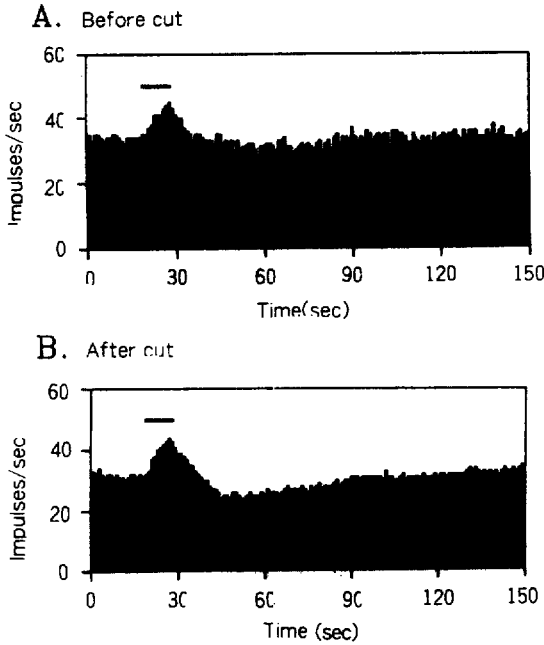 A. Before cut
60
40
20
0
Impulses/sec
0 30 60 90 120 150
Time(sec)
B. After cut
60
40
20
0
Impulses/sec
0 30 60 90 120 150
Time (sec)